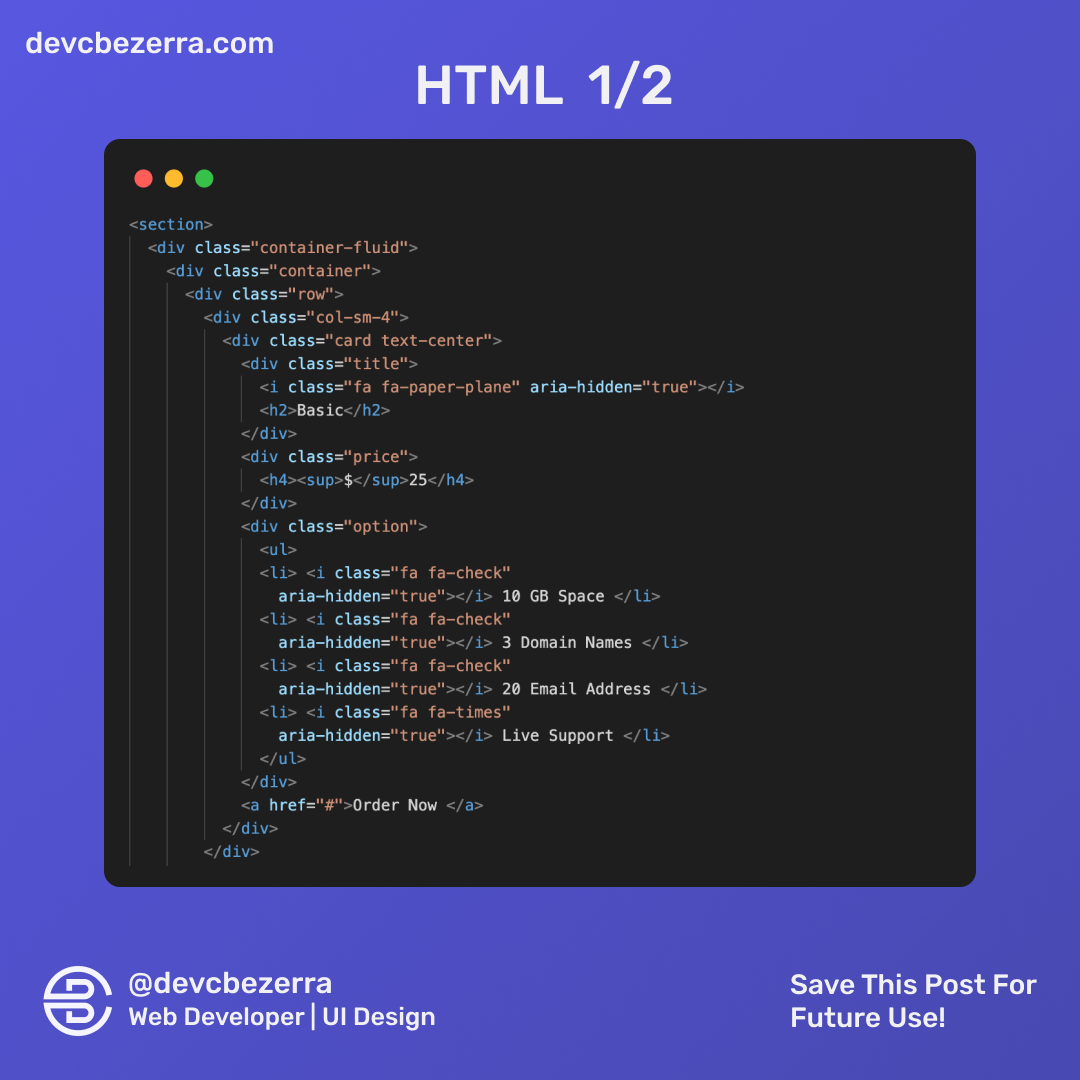 devcbezerra.com
HTML 1/2
<section>
<div class="container-fluid">
<div class="container">
<div class="row">
<div class="col-sm-4">
<div class="card text-center">
<div class="title">
<i class="fa fa-paper-plane" aria-hidden="true"></i>
<h2>Basic</h2>
</div>
<div class="price">
<h4><sup>$</sup>25</h4>
</div>
<div class="option">
<ul>
<li> <i class="fa fa-check"
aria-hidden="true"></i> 10 GB Space </li>
<li> <i class="fa fa-check"
aria-hidden="true"></i> 3 Domain Names </li>
<li> <i class="fa fa-check"
aria-hidden="true"></i> 20 Email Address </li>
<li> <i class="fa fa-times"
aria-hidden="true"></i> Live Support </li>
</ul>
</div>
<a href="#">Order Now </a>
</div>
</div>
@devcbezerra
Web Developer | UI Design
Save This Post For
Future Use!